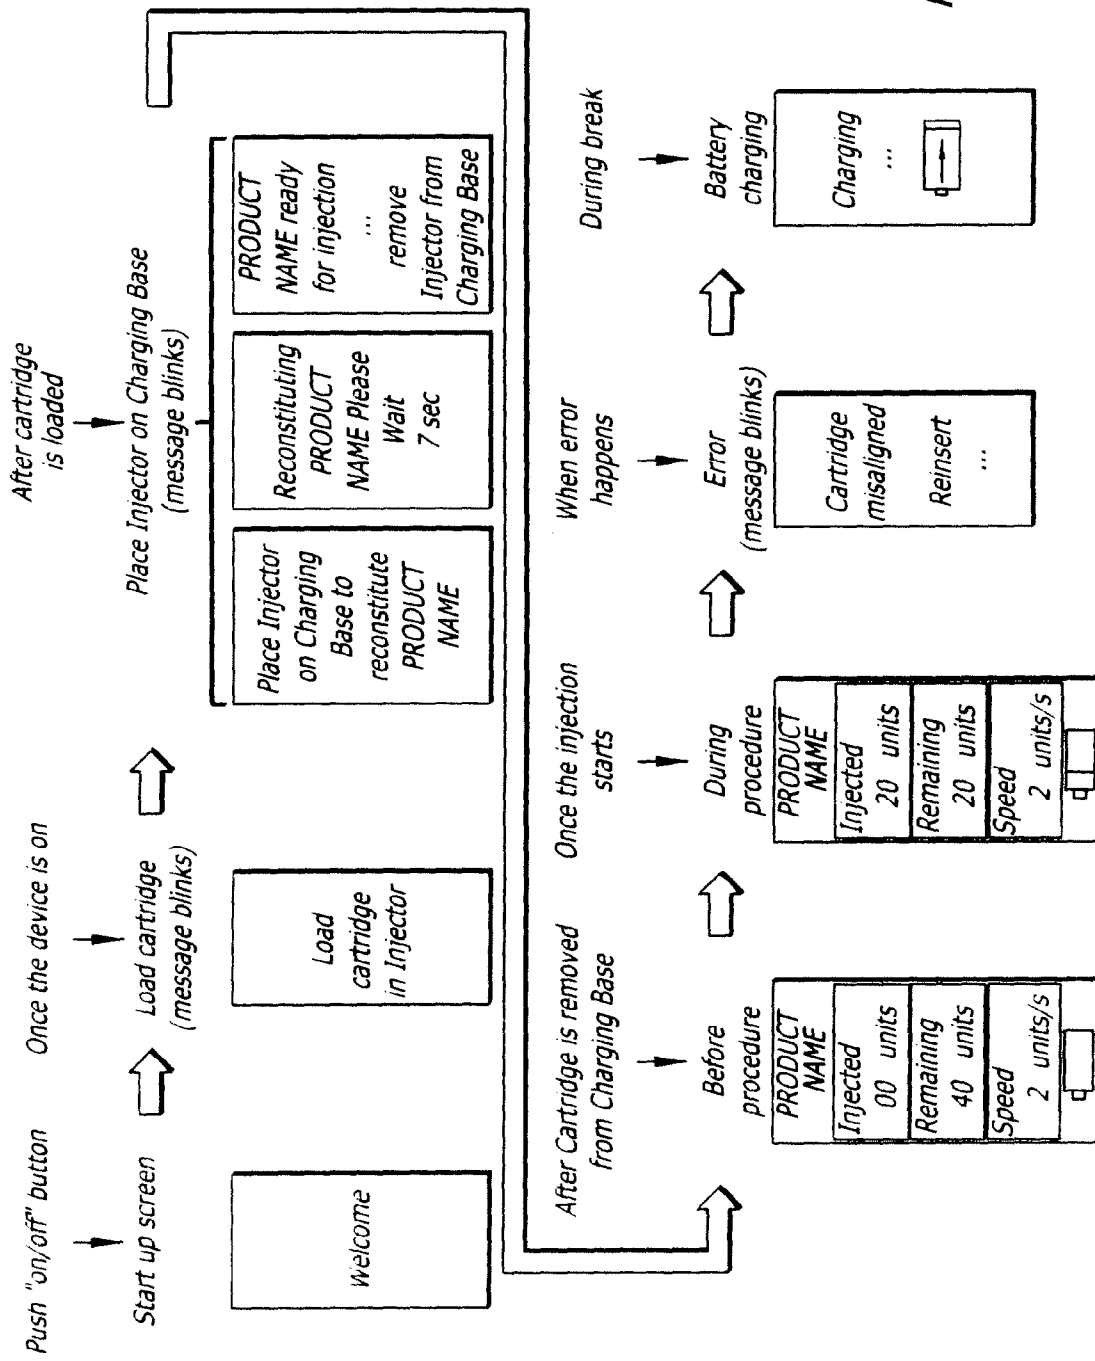 Push "on/off" button
Start up screen
Welcome
Once the device is on
Load cartridge
(message blinks)
Load
cartridge
in Injector
After cartridge
is loaded
Place Injector on Charging Base
(message blinks)
Place Injector
on Charging
Base to
reconstitute
PRODUCT
NAME
Reconstituting
PRODUCT
NAME Please
Wait
7 sec
PRODUCT
NAME ready
for injection
...
remove
Injector from
Charging Base
After Cartridge is removed
from Charging Base
Before
procedure
PRODUCT
NAME
Injected
00 units
Remaining
40 units
Speed
2 units/s
Once the injection
starts
During
procedure
PRODUCT
NAME
Injected
20 units
Remaining
20 units
Speed
2 units/s
When error
happens
Error
(message blinks)
Cartridge
misaligned
Reinsert
...
During break
Battery
charging
Charging
...